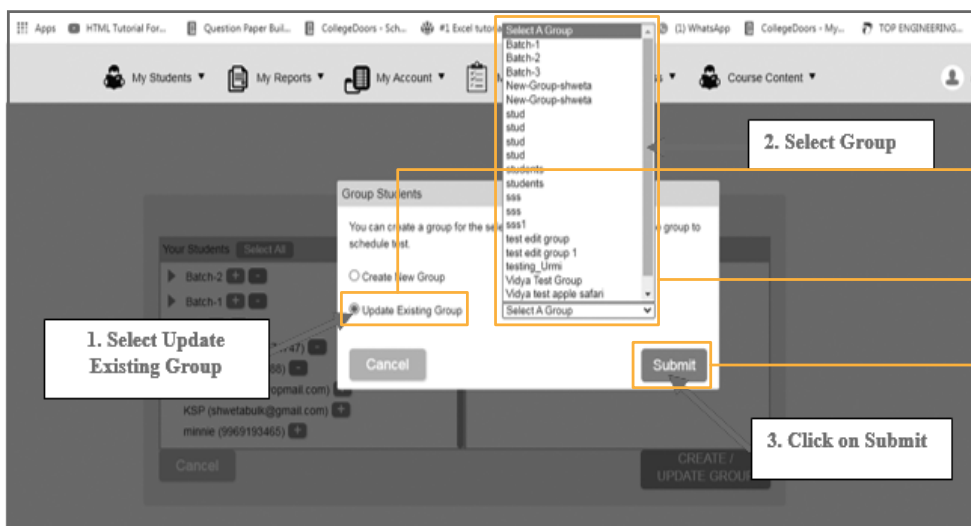 Apps HTML Tutorial For... Question Paper Buil... CollegeDoors - Sch... #1 Excel tutoria (1) WhatsApp CollegeDoors - My... TOP ENGINEERING...
My Students My Reports My Account M s Course Content
Select A Group
Batch-1
Batch-2
Batch-3
New-Group-shweta
New-Group-shweta
stud
stud
stud
stud
students
students
sss
sss
sss1
test edit group
test edit group 1
testing_Urmi
Vidya Test Group
Vidya test apple safari
Select A Group
2. Select Group
Group Students
You can create a group for the sele group to
schedule test.
Create New Group
Update Existing Group
Cancel
Submit
Your Students Select All
Batch-2 + -
Batch-1 + -
1. Select Update
Existing Group
747) -
68) -
opmail.com) +
KSP (shwetabulk@gmail.com) +
minnie (9969193465) +
3. Click on Submit
Cancel
CREATE /
UPDATE GROUP